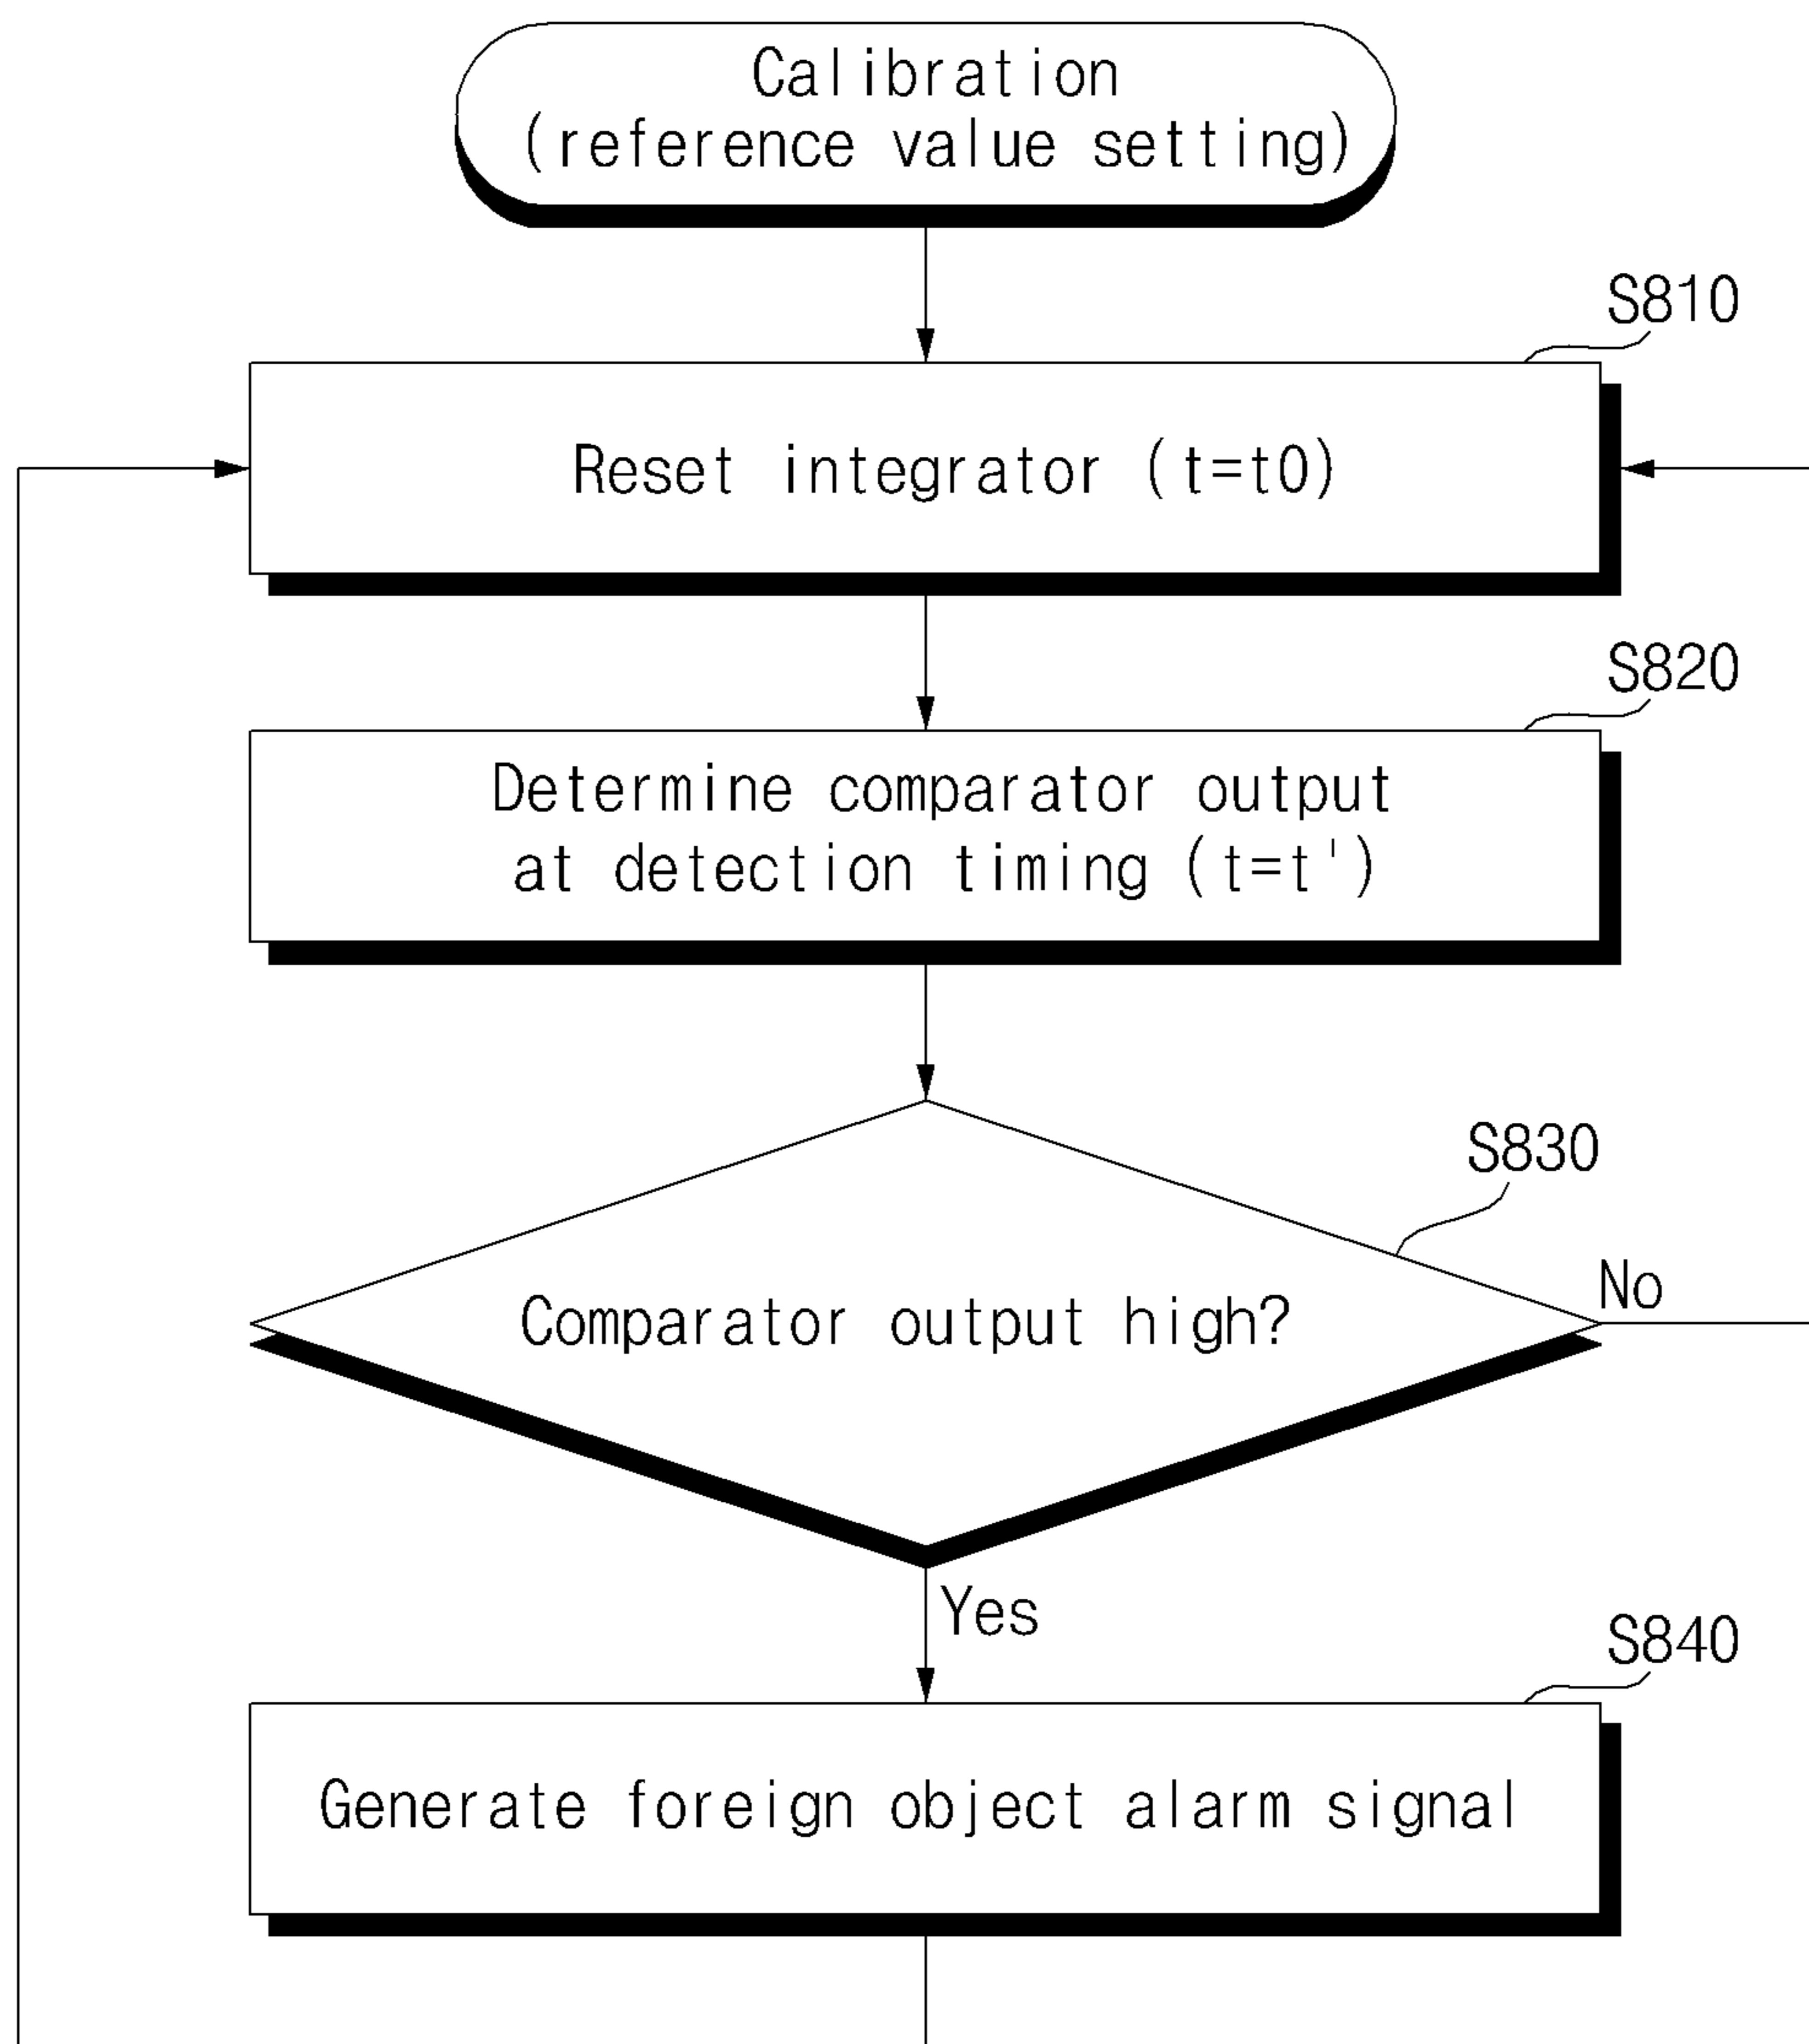 Calibration
(reference value setting)
S810
Reset integrator (t=t0)
S820
Determine comparator output
at detection timing (t=t')
S830
Comparator output high?
No
Yes
S840
Generate foreign object alarm signal